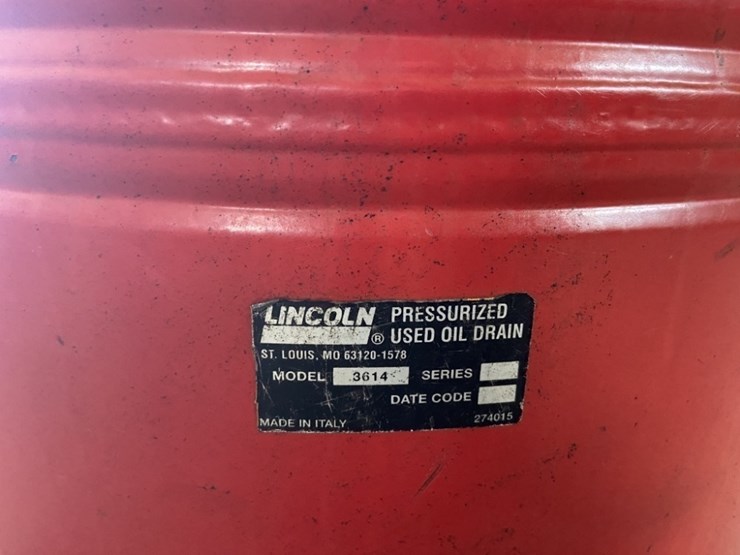 LINCOLN ® PRESSURIZED
USED OIL DRAIN
ST. LOUIS, MO 63120-1578
MODEL 3614 SERIES
DATE CODE
MADE IN ITALY 274015